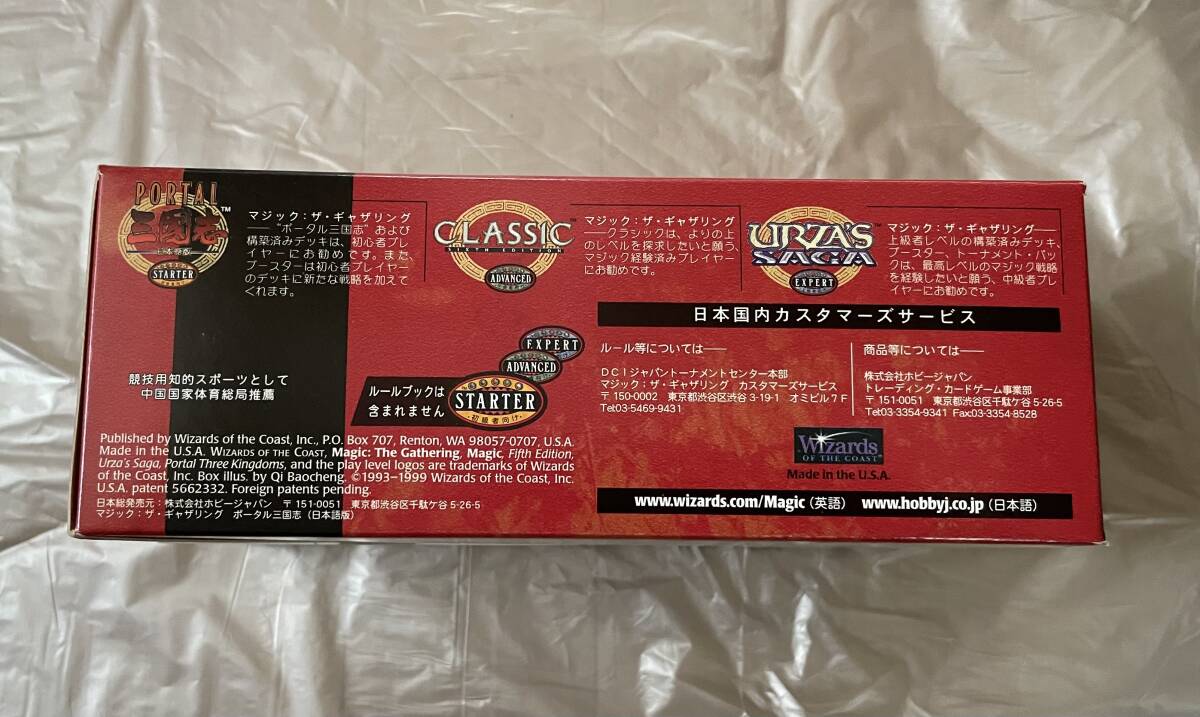 PORTAL
三國志™
日本語版
STARTER
マジック：ザ・ギャザリング
──"ポータル三国志"および
構築済みデッキは、初心者プレ
イヤーにお勧めです。また、
ブースターは初心者プレイヤー
のデッキに新たな戦略を加えて
くれます。
CLASSIC™
SIXTH EDITION
ADVANCED
マジック：ザ・ギャザリング
──クラシックは、よりの上
のレベルを探求したいと願う、
マジック経験済みプレイヤー
にお勧めです。
URZA'S
SAGA™
EXPERT
マジック：ザ・ギャザリング──
上級者レベルの構築済みデッキ、
ブースター、トーナメント・パッ
クは、最高レベルのマジック戦略
を経験したいと願う、中級者プレ
イヤーにお勧めです。
競技用知的スポーツとして
中国国家体育総局推薦
ルールブックは
含まれません
EXPERT
ADVANCED
STARTER
初級者向け
日本国内カスタマーズサービス
ルール等については──
DCIジャパントーナメントセンター本部
マジック：ザ・ギャザリング カスタマーズサービス
〒150-0002 東京都渋谷区渋谷3-19-1 オミビル7F
Tel03-5469-9431
商品等については──
株式会社ホビージャパン
トレーディング・カードゲーム事業部
〒151-0051 東京都渋谷区千駄ケ谷5-26-5
Tel03-3354-9341 Fax03-3354-8528
Wizards
OF THE COAST
Made in the U.S.A.
Published by Wizards of the Coast, Inc., P.O. Box 707, Renton, WA 98057-0707, U.S.A.
Made in the U.S.A. WIZARDS OF THE COAST, Magic: The Gathering, Magic, Fifth Edition,
Urza's Saga, Portal Three Kingdoms, and the play level logos are trademarks of Wizards
of the Coast, Inc. Box illus. by Qi Baocheng. ©1993–1999 Wizards of the Coast, Inc.
U.S.A. patent 5662332. Foreign patents pending.
日本総発売元：株式会社ホビージャパン 〒151-0051 東京都渋谷区千駄ケ谷5-26-5
マジック：ザ・ギャザリング ポータル三国志（日本語版）
www.wizards.com/Magic（英語） www.hobbyj.co.jp（日本語）